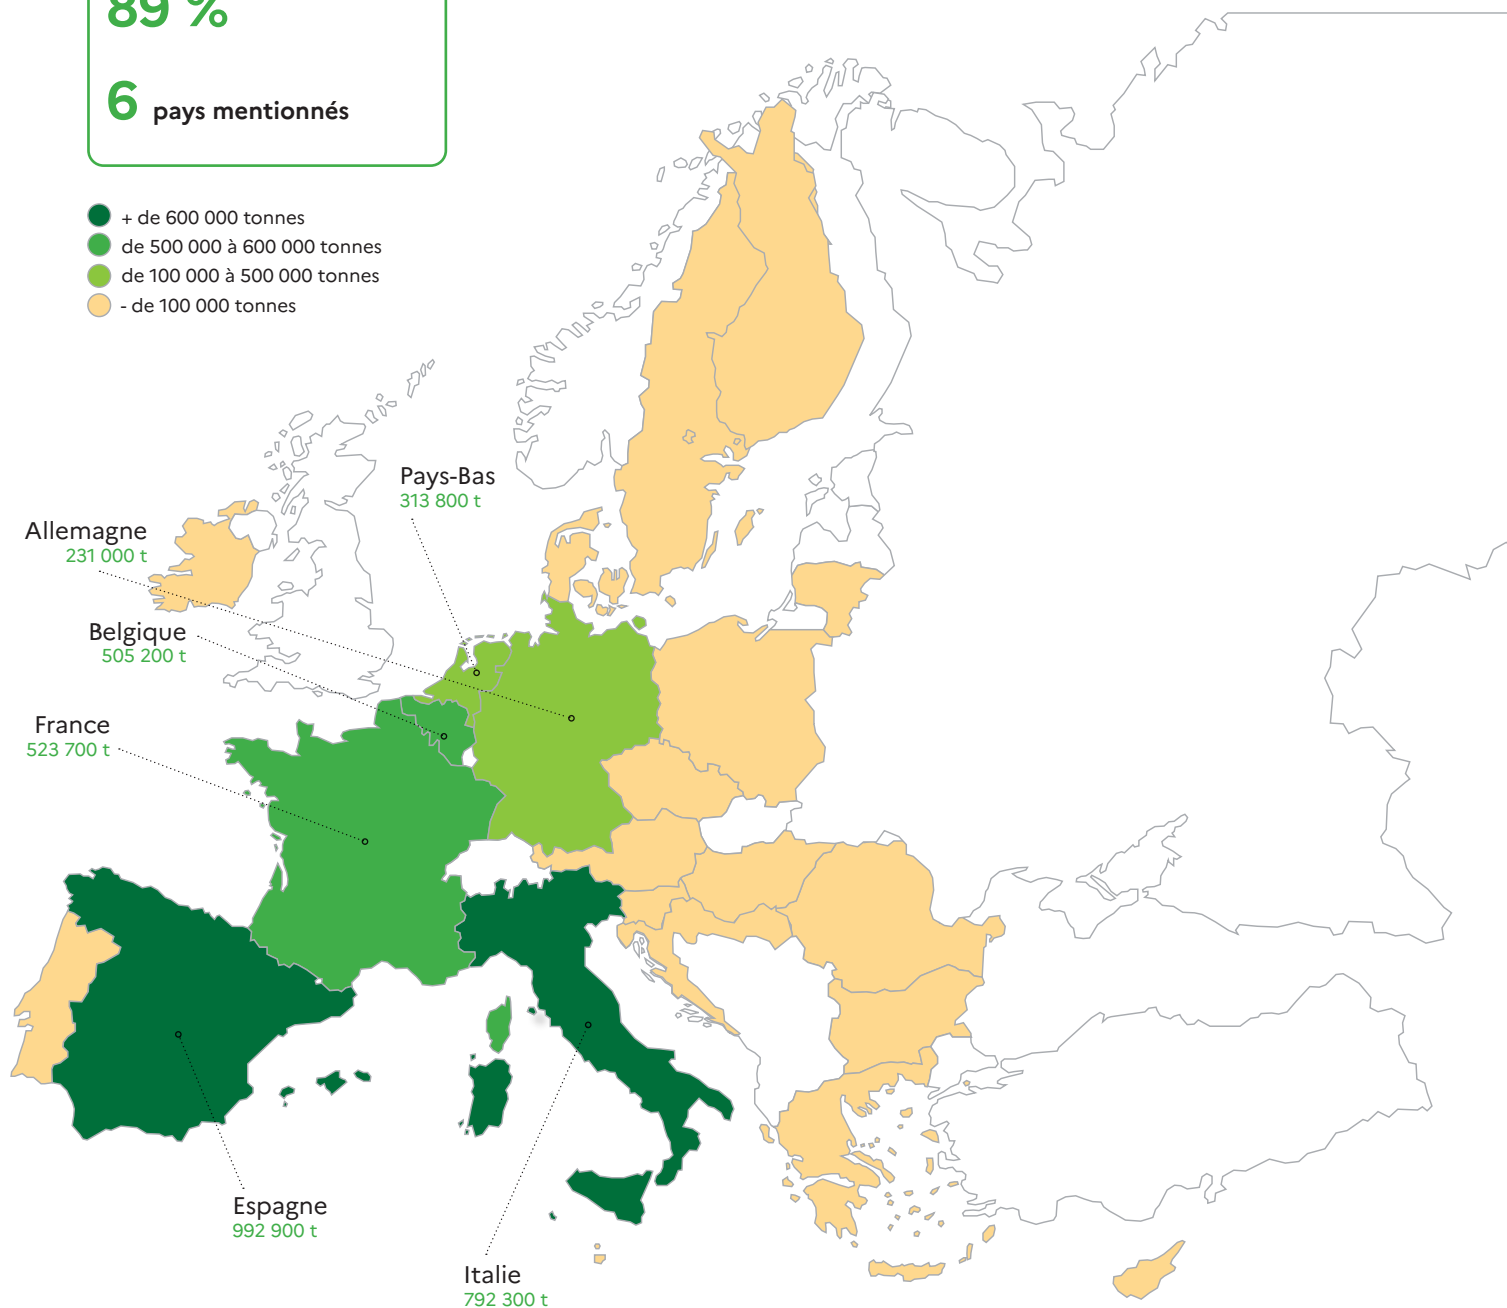 89 %
6 pays mentionnés
+ de 600 000 tonnes
de 500 000 à 600 000 tonnes
de 100 000 à 500 000 tonnes
- de 100 000 tonnes
Pays-Bas
313 800 t
Allemagne
231 000 t
Belgique
505 200 t
France
523 700 t
Espagne
992 900 t
Italie
792 300 t